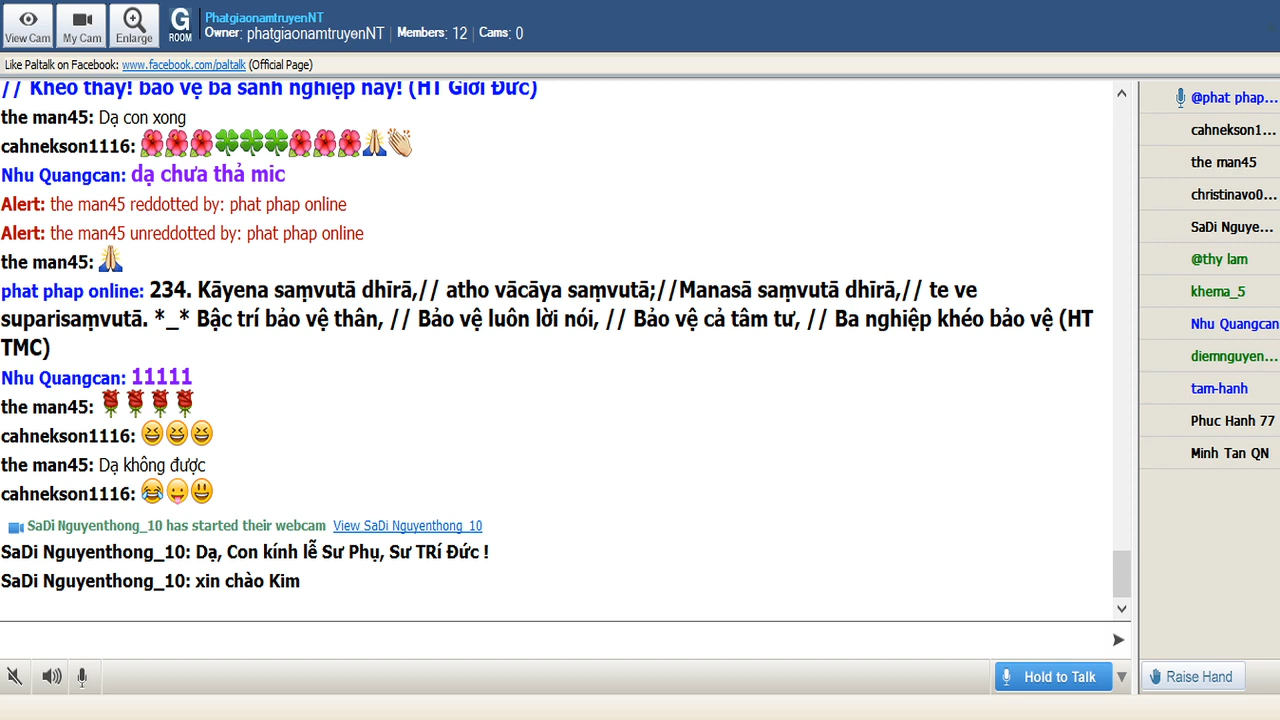 View Cam
My Cam
Enlarge
G
ROOM
PhatgiaonamtruyenNT
Owner: phatgiaonamtruyenNT | Members: 12 | Cams: 0
Like Paltalk on Facebook: www.facebook.com/paltalk (Official Page)
// Khéo thay! bảo vệ ba sanh nghiệp này! (HT Giới Đức)
the man45: Dạ con xong
cahnekson1116: 🌺🌺🌺🍀🍀🍀🌺🌺🌺🙏👏
Nhu Quangcan: dạ chưa thả mic
Alert: the man45 reddotted by: phat phap online
Alert: the man45 unreddotted by: phat phap online
the man45: 🙏
phat phap online: 234. Kāyena saṃvutā dhīrā,// atho vācāya saṃvutā;//Manasā saṃvutā dhīrā,// te ve
suparisaṃvutā. *_* Bậc trí bảo vệ thân, // Bảo vệ luôn lời nói, // Bảo vệ cả tâm tư, // Ba nghiệp khéo bảo vệ (HT
TMC)
Nhu Quangcan: 11111
the man45: 🌹🌹🌹🌹
cahnekson1116: 😆😆😆
the man45: Dạ không được
cahnekson1116: 😂😛😃
SaDi Nguyenthong_10 has started their webcam View SaDi Nguyenthong_10
SaDi Nguyenthong_10: Dạ, Con kính lễ Sư Phụ, Sư TRí Đức !
SaDi Nguyenthong_10: xin chào Kim
@phat phap...
cahnekson1...
the man45
christinavo0...
SaDi Nguye...
@thy lam
khema_5
Nhu Quangcan
diemnguyen...
tam-hanh
Phuc Hanh 77
Minh Tan QN
Hold to Talk
Raise Hand